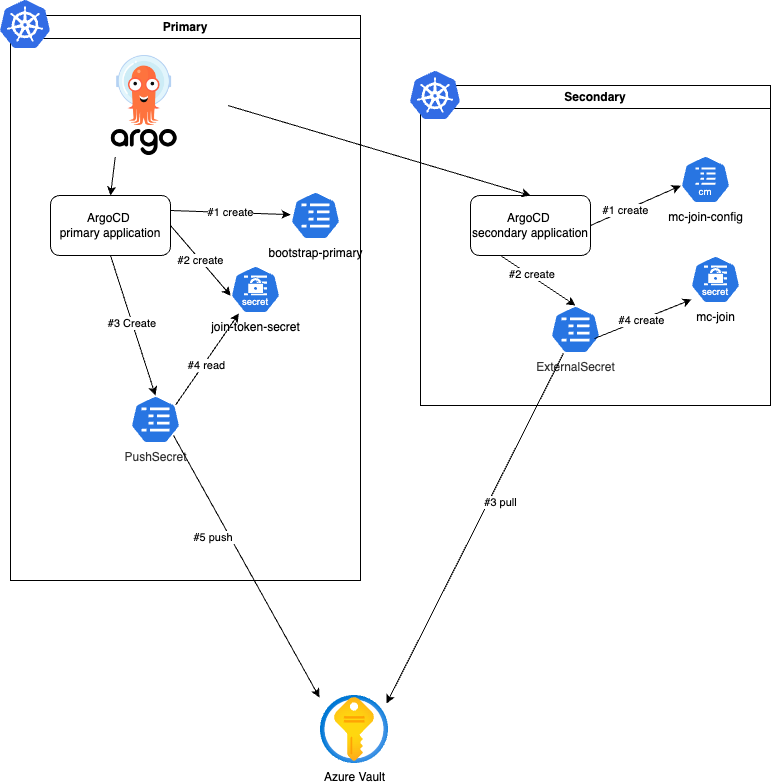 Primary
argo
ArgoCD
primary application
#1 create
bootstrap-primary
#2 create
secret
join-token-secret
#3 Create
#4 read
PushSecret
#5 push
Secondary
ArgoCD
secondary application
#1 create
cm
mc-join-config
#2 create
secret
mc-join
#4 create
ExternalSecret
#3 pull
Azure Vault